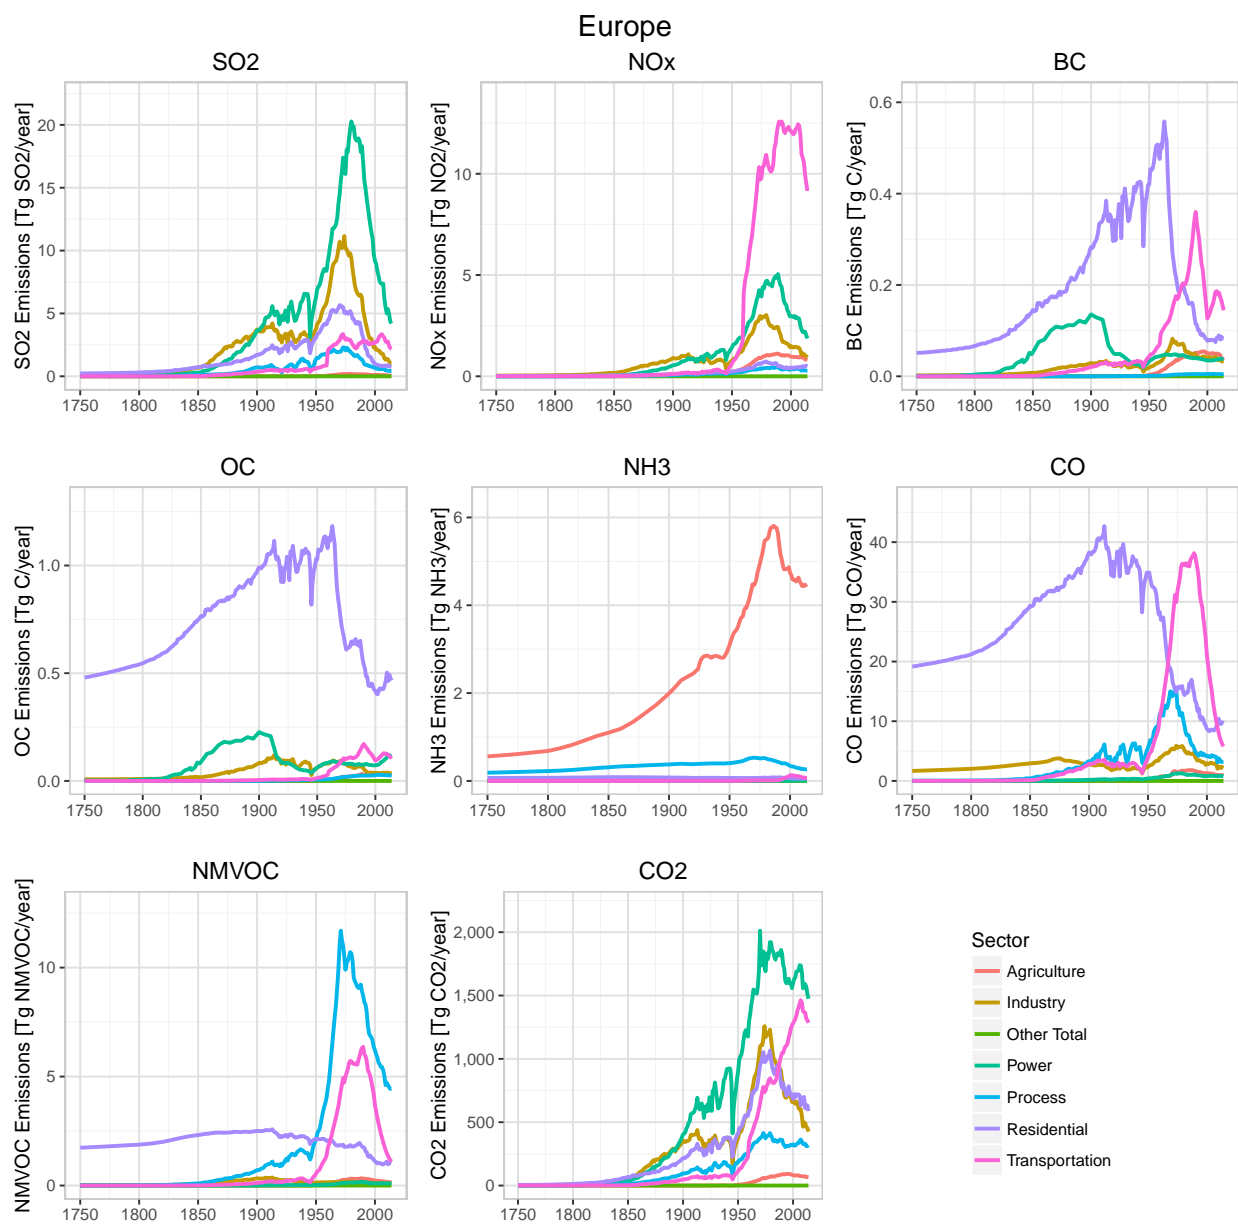 Europe
SO2
NOx
BC
SO2 Emissions [Tg SO2/year]
20
15
10
5
0
1750 1800 1850 1900 1950 2000
NOx Emissions [Tg NO2/year]
10
5
0
1750 1800 1850 1900 1950 2000
BC Emissions [Tg C/year]
0.6
0.4
0.2
0.0
1750 1800 1850 1900 1950 2000
OC
NH3
CO
OC Emissions [Tg C/year]
1.0
0.5
0.0
1750 1800 1850 1900 1950 2000
NH3 Emissions [Tg NH3/year]
6
4
2
0
1750 1800 1850 1900 1950 2000
CO Emissions [Tg CO/year]
40
30
20
10
0
1750 1800 1850 1900 1950 2000
NMVOC
CO2
NMVOC Emissions [Tg NMVOC/year]
10
5
0
1750 1800 1850 1900 1950 2000
CO2 Emissions [Tg CO2/year]
2,000
1,500
1,000
500
0
1750 1800 1850 1900 1950 2000
Sector
Agriculture
Industry
Other Total
Power
Process
Residential
Transportation